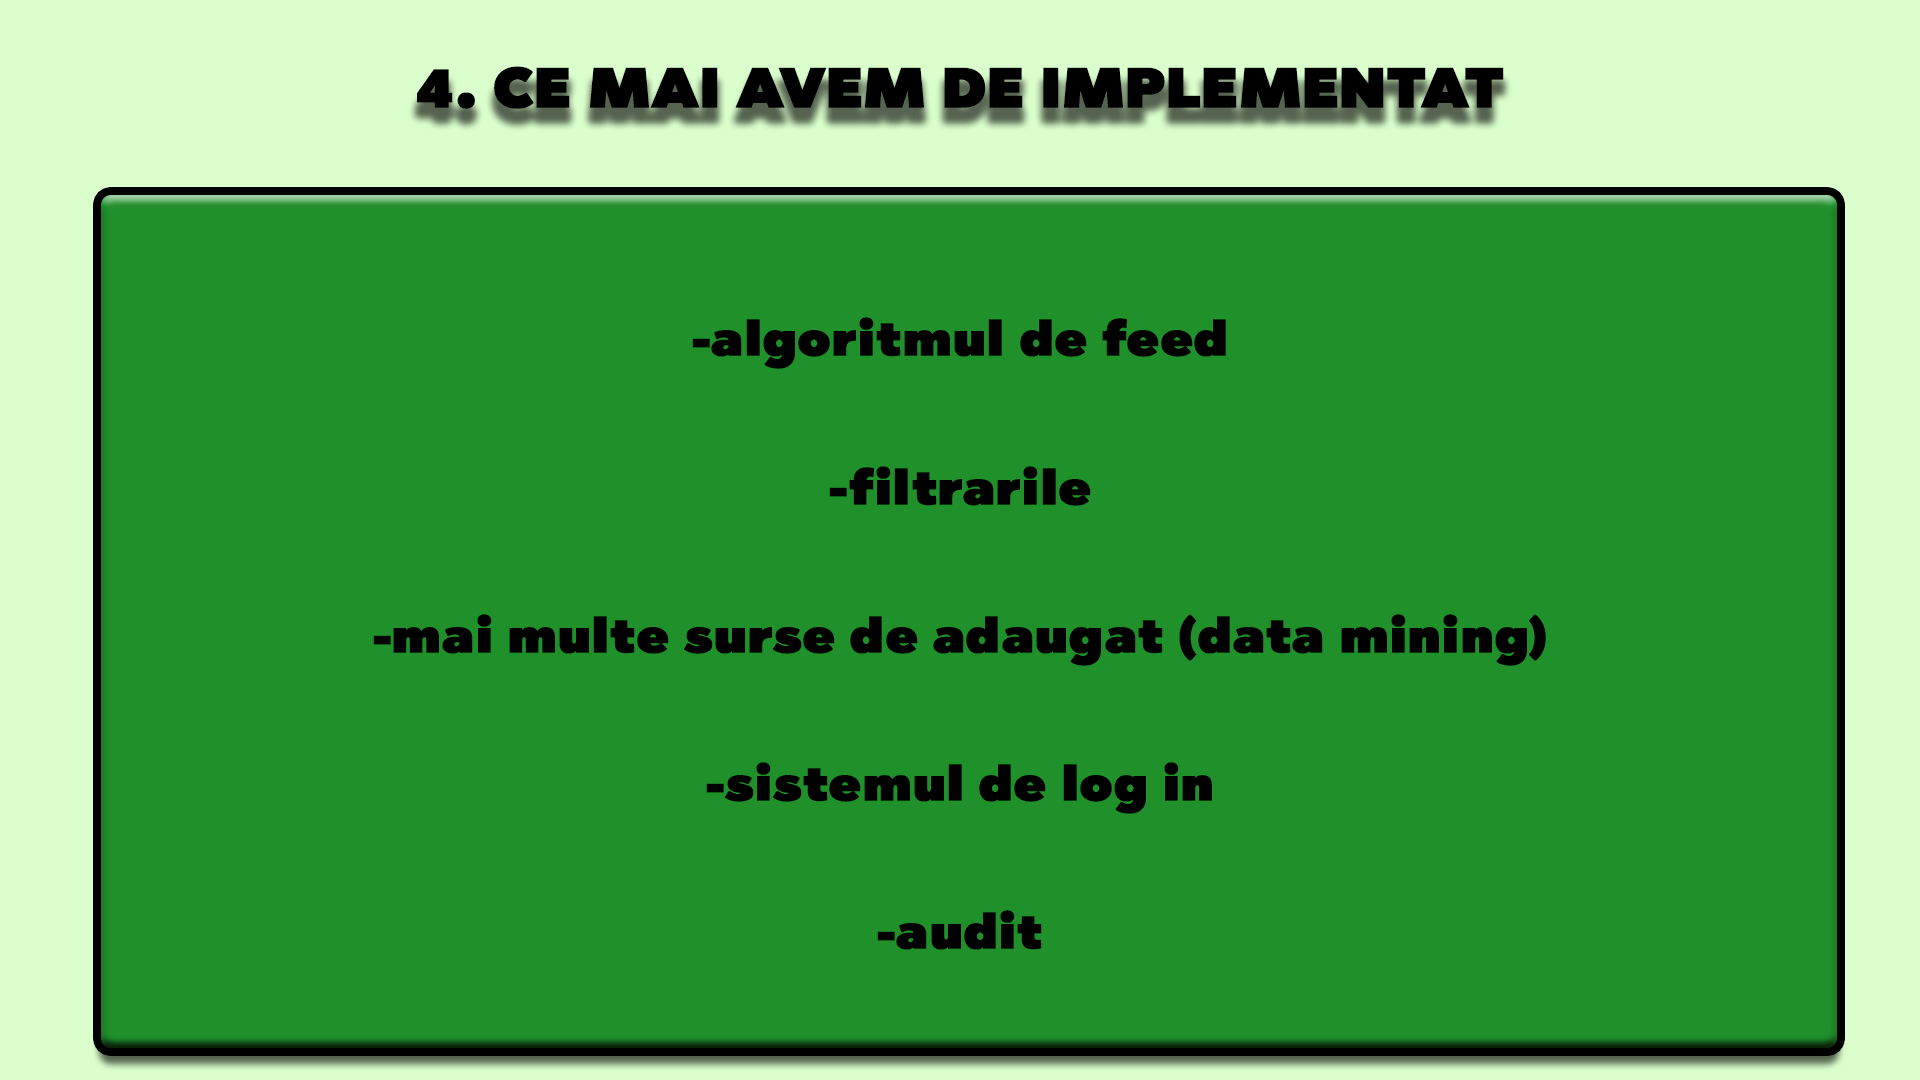 4. CE MAI AVEM DE IMPLEMENTAT
-algoritmul de feed
-filtrarile
-mai multe surse de adaugat (data mining)
-sistemul de log in
-audit